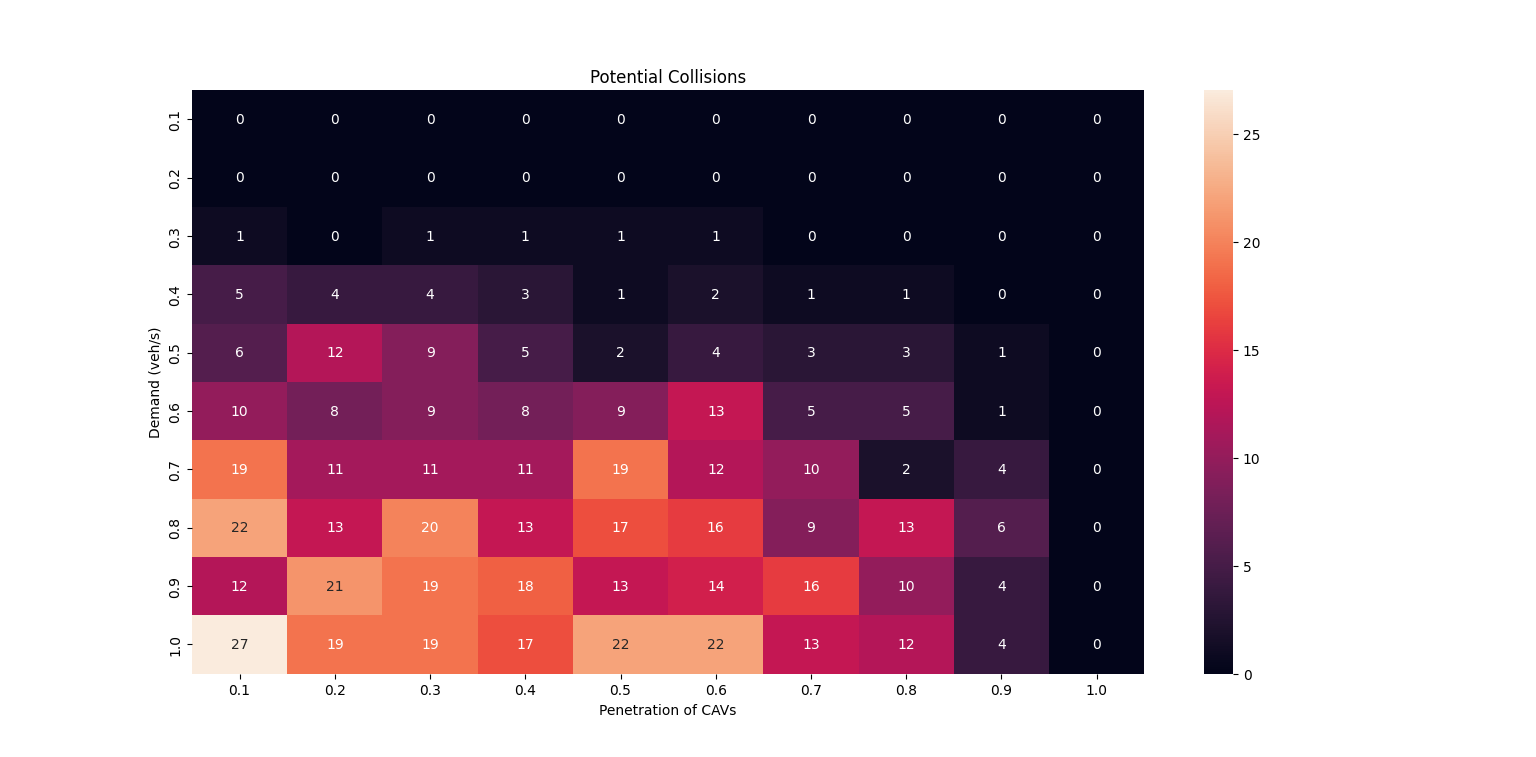 Potential Collisions
0.1 0 0 0 0 0 0 0 0 0 0
0.2 0 0 0 0 0 0 0 0 0 0
0.3 1 0 1 1 1 1 0 0 0 0
0.4 5 4 4 3 1 2 1 1 0 0
0.5 6 12 9 5 2 4 3 3 1 0
0.6 10 8 9 8 9 13 5 5 1 0
0.7 19 11 11 11 19 12 10 2 4 0
0.8 22 13 20 13 17 16 9 13 6 0
0.9 12 21 19 18 13 14 16 10 4 0
1.0 27 19 19 17 22 22 13 12 4 0
Demand (veh/s)
0.1 0.2 0.3 0.4 0.5 0.6 0.7 0.8 0.9 1.0
Penetration of CAVs
25
20
15
10
5
0